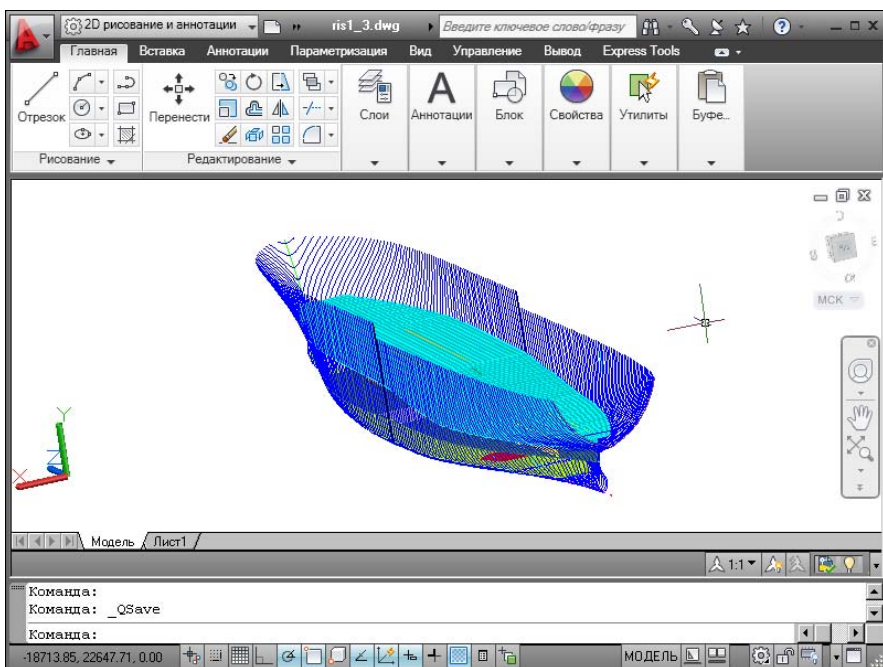 2D рисование и аннотации
ris1_3.dwg
Введите ключевое слово/фразу
Главная Вставка Аннотации Параметризация Вид Управление Вывод Express Tools
Отрезок Перенести Слои Аннотации Блок Свойства Утилиты Буфе...
Рисование Редактирование
МСК
X Y Z
Модель Лист1
1:1
Команда:
Команда: _QSave
Команда:
-18713.85, 22647.71, 0.00 МОДЕЛЬ